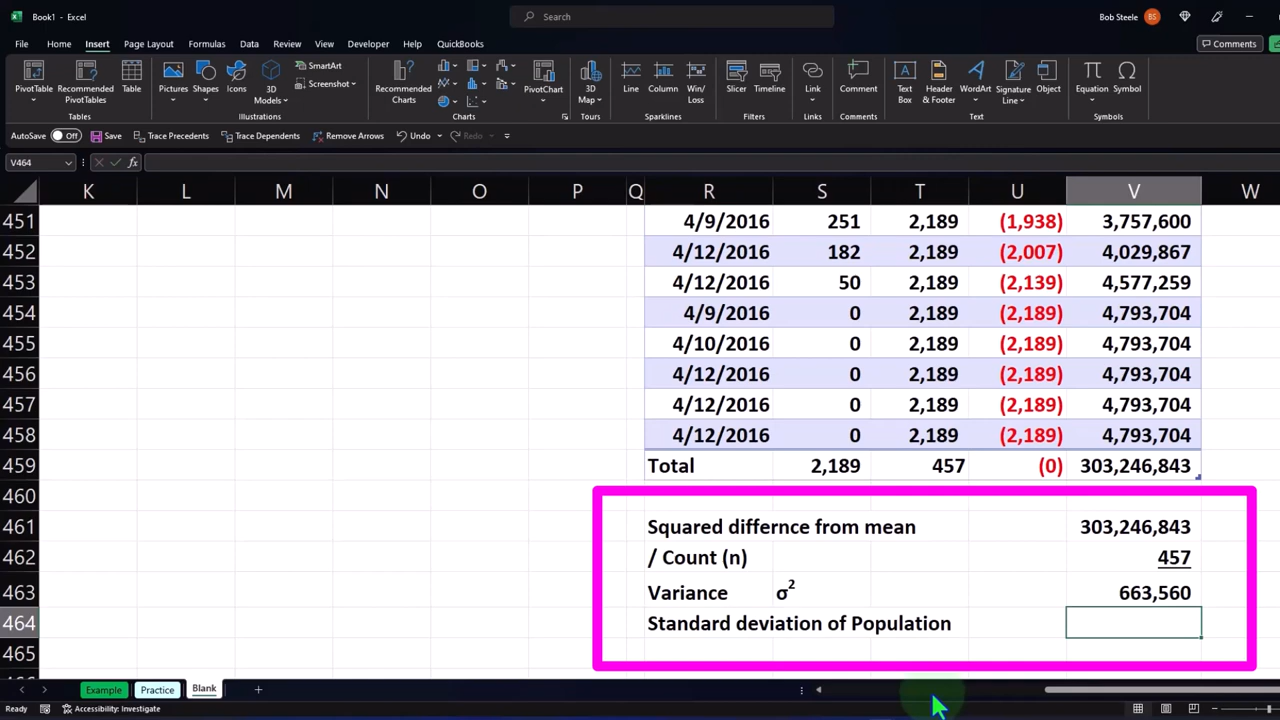 Book1 - Excel
Search
Bob Steele BS
File Home Insert Page Layout Formulas Data Review View Developer Help QuickBooks Comments
PivotTable Recommended PivotTables Table Pictures Shapes Icons 3D Models SmartArt Screenshot Recommended Charts PivotChart 3D Map Line Column Win/Loss Slicer Timeline Link Comment Text Box Header & Footer WordArt Signature Line Object Equation Symbol
Tables Illustrations Charts Tours Sparklines Filters Links Comments Text Symbols
AutoSave Off Save Trace Precedents Trace Dependents Remove Arrows Undo Redo
V464 fx
K L M N O P Q R S T U V W
451 4/9/2016 251 2,189 (1,938) 3,757,600
452 4/12/2016 182 2,189 (2,007) 4,029,867
453 4/12/2016 50 2,189 (2,139) 4,577,259
454 4/9/2016 0 2,189 (2,189) 4,793,704
455 4/10/2016 0 2,189 (2,189) 4,793,704
456 4/12/2016 0 2,189 (2,189) 4,793,704
457 4/12/2016 0 2,189 (2,189) 4,793,704
458 4/12/2016 0 2,189 (2,189) 4,793,704
459 Total 2,189 457 (0) 303,246,843
460
461 Squared differnce from mean 303,246,843
462 / Count (n) 457
463 Variance σ² 663,560
464 Standard deviation of Population
465
Example Practice Blank
Ready Accessibility: Investigate